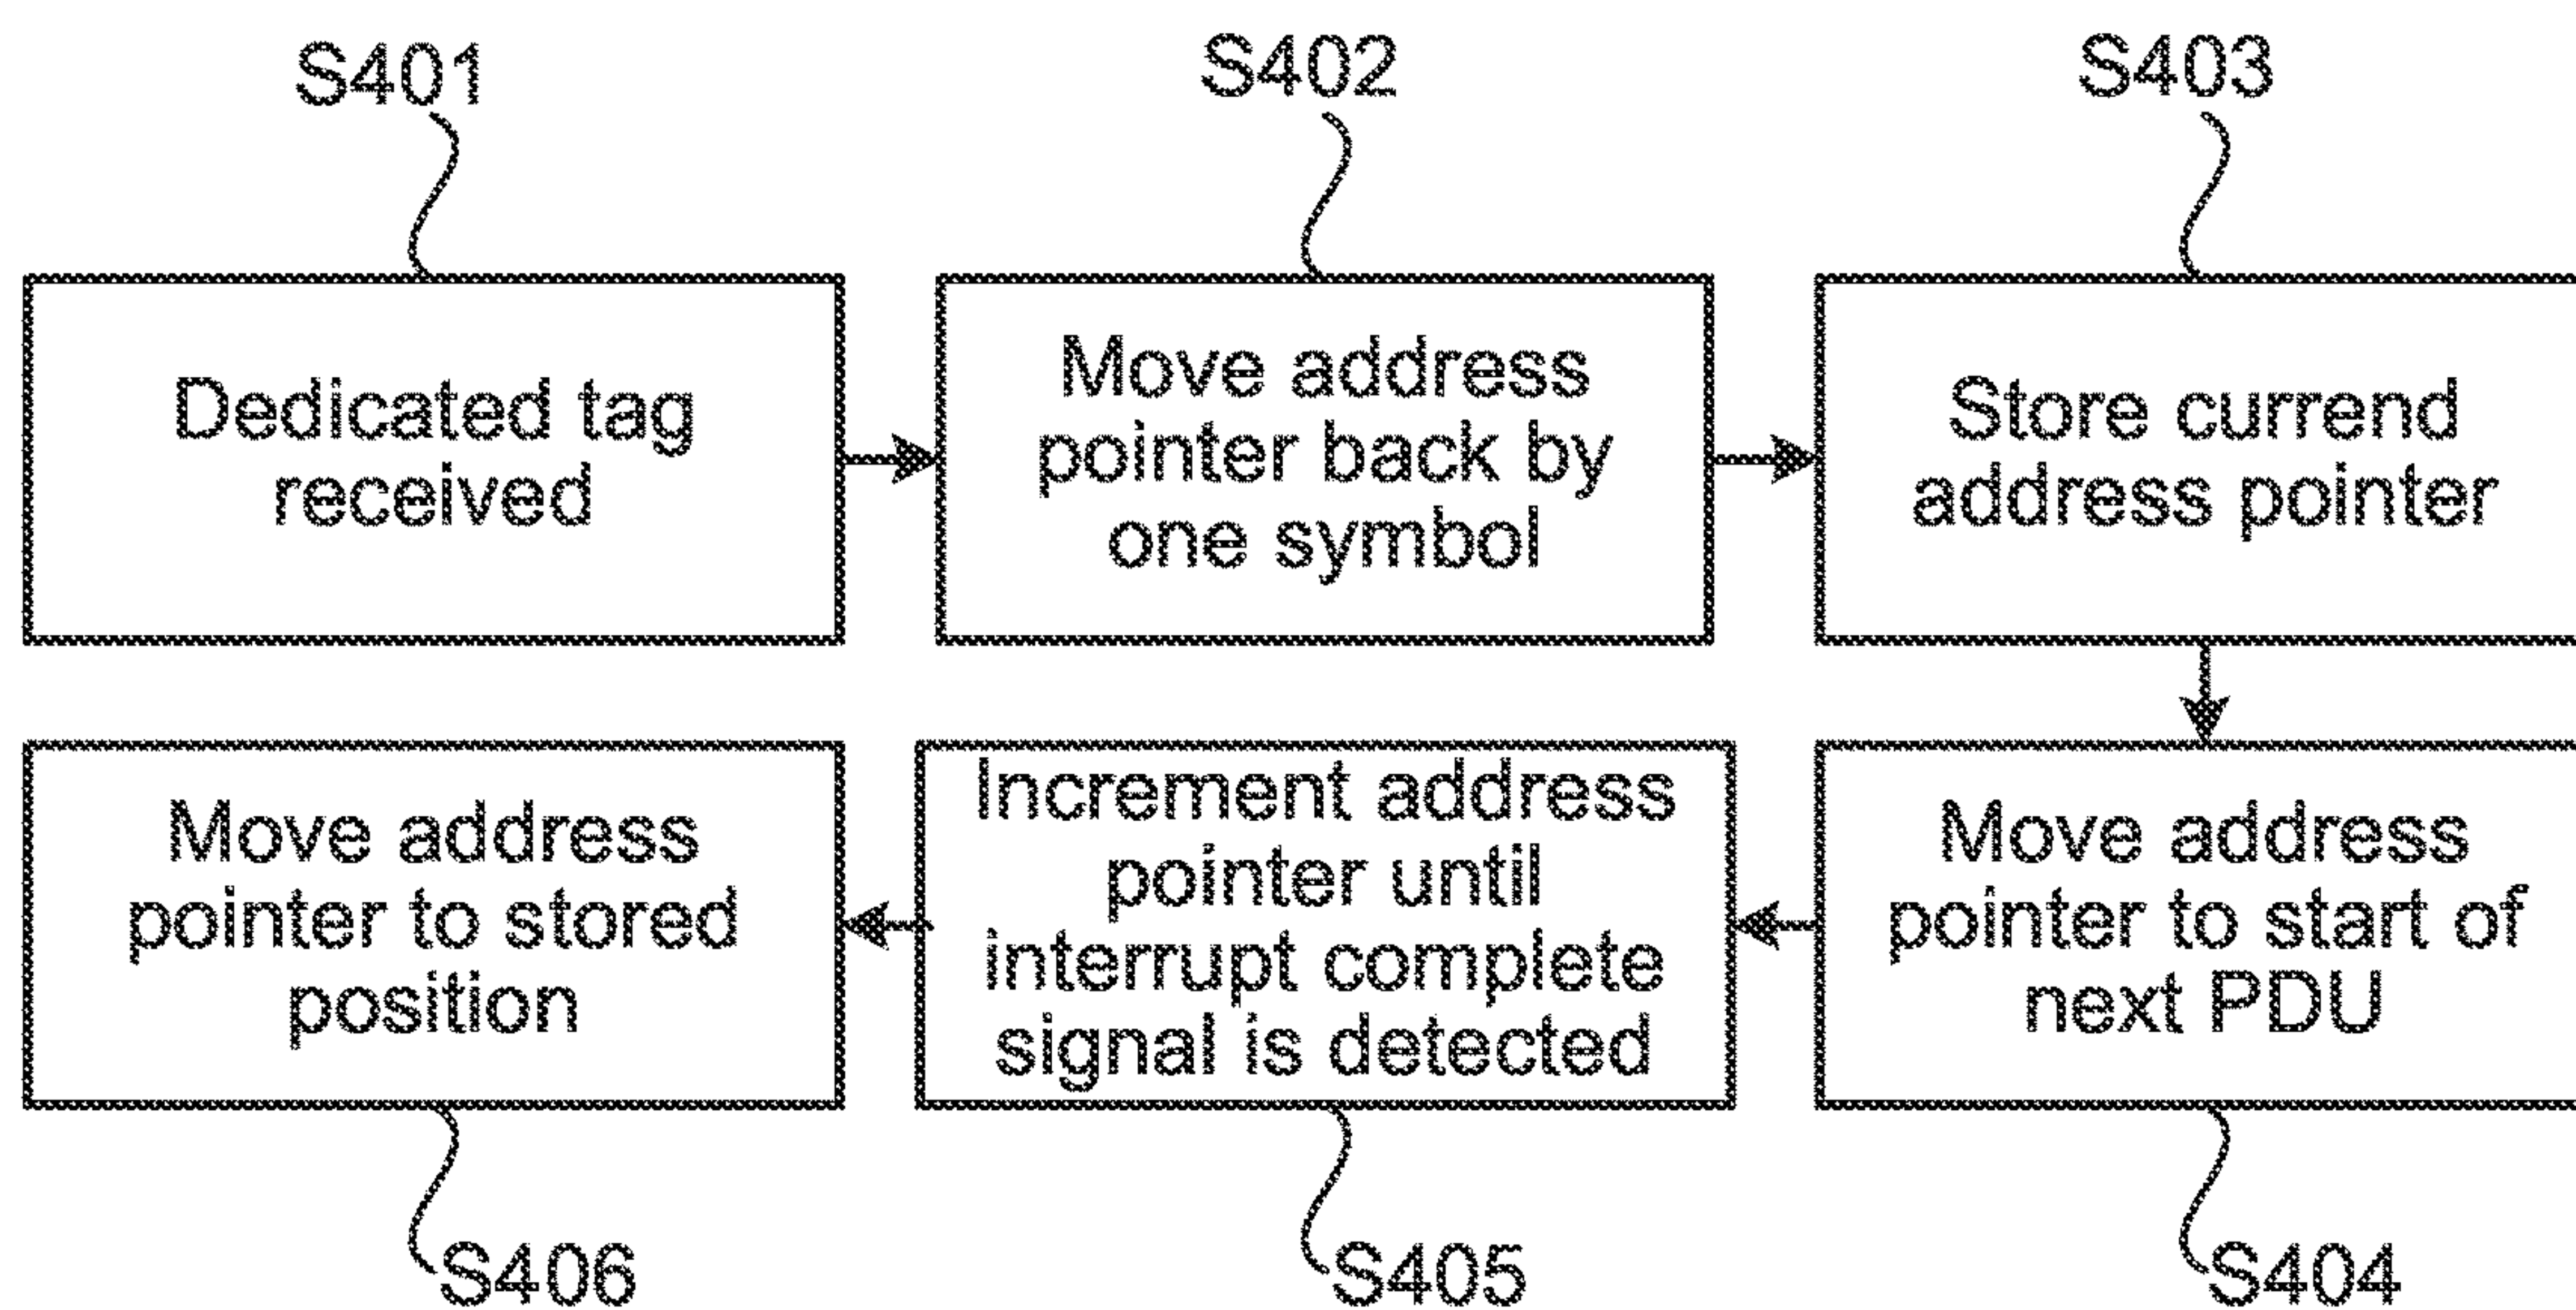 S401
S402
S403
Dedicated tag
received
Move address
pointer back by
one symbol
Store currend
address pointer
Move address
pointer to stored
position
Increment address
pointer until
interrupt complete
signal is detected
Move address
pointer to start of
next PDU
S406
S405
S404